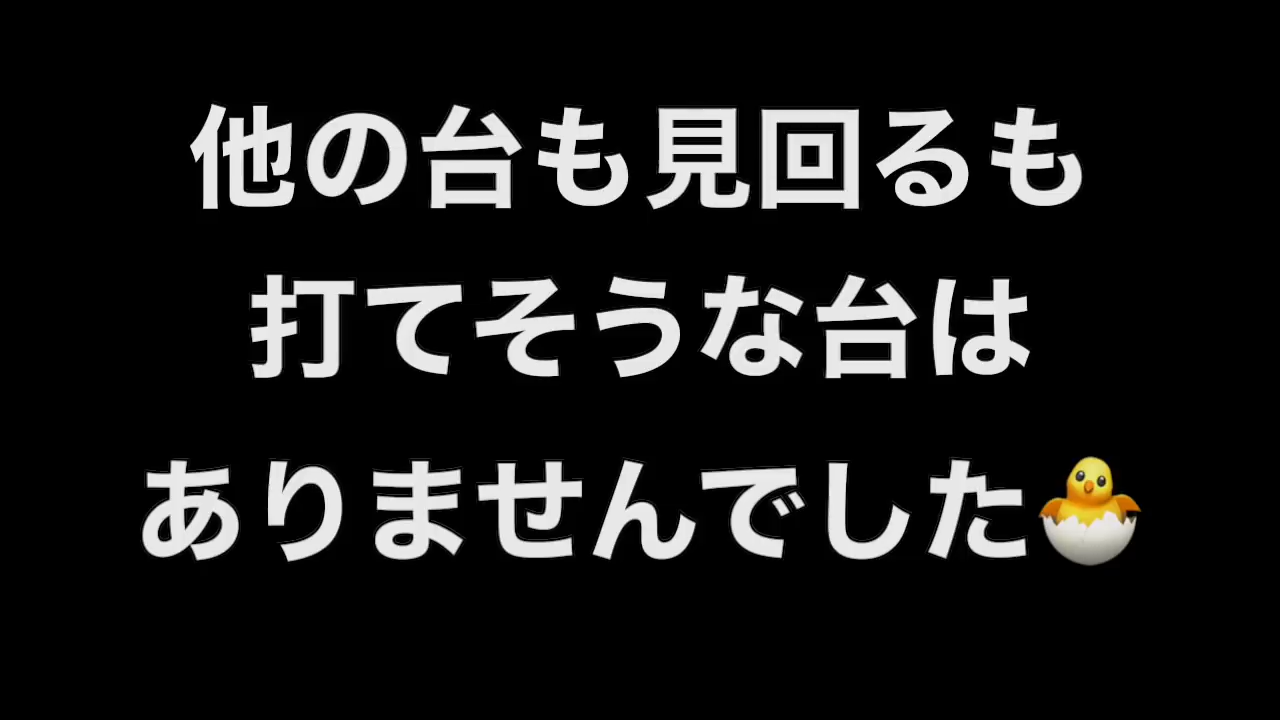 他の台も見回るも
打てそうな台は
ありませんでした🐣